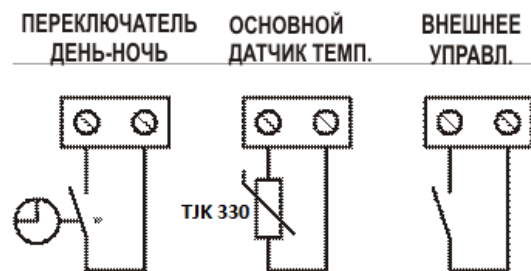 ПЕРЕКЛЮЧАТЕЛЬ
ДЕНЬ-НОЧЬ
ОСНОВНОЙ
ДАТЧИК ТЕМП.
ВНЕШНЕЕ
УПРАВЛ.
TJK 330